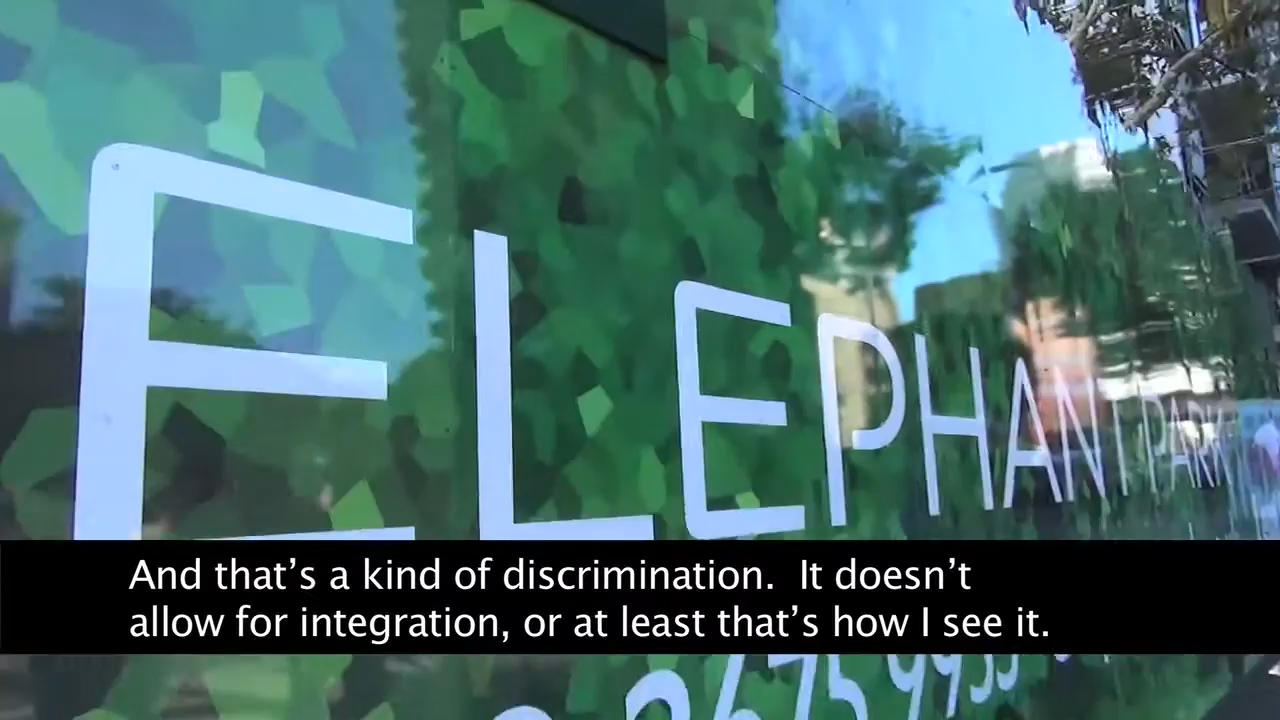 ELEPHANT PARK
And that's a kind of discrimination. It doesn't
allow for integration, or at least that's how I see it.